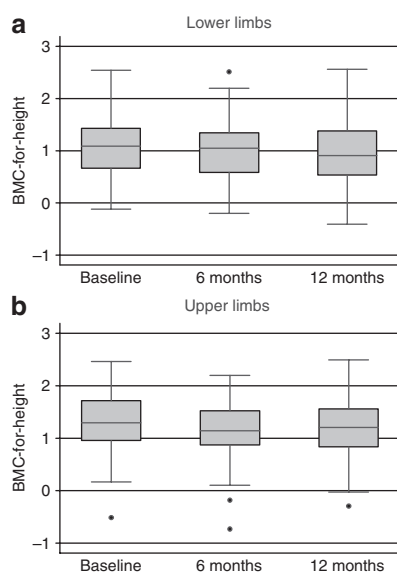 a
Lower limbs
3
2
1
0
–1
BMC-for-height
Baseline 6 months 12 months
b
Upper limbs
3
2
1
0
–1
BMC-for-height
Baseline 6 months 12 months